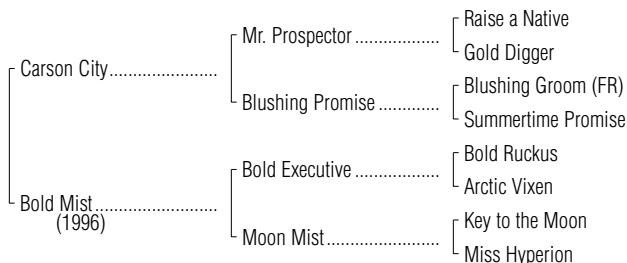 Raise a Native
Mr. Prospector ....................
Gold Digger
Carson City.........................
Blushing Groom (FR)
Blushing Promise ..............
Summertime Promise
Bold Ruckus
Bold Executive ....................
Arctic Vixen
Bold Mist............................
(1996)
Key to the Moon
Moon Mist..........................
Miss Hyperion